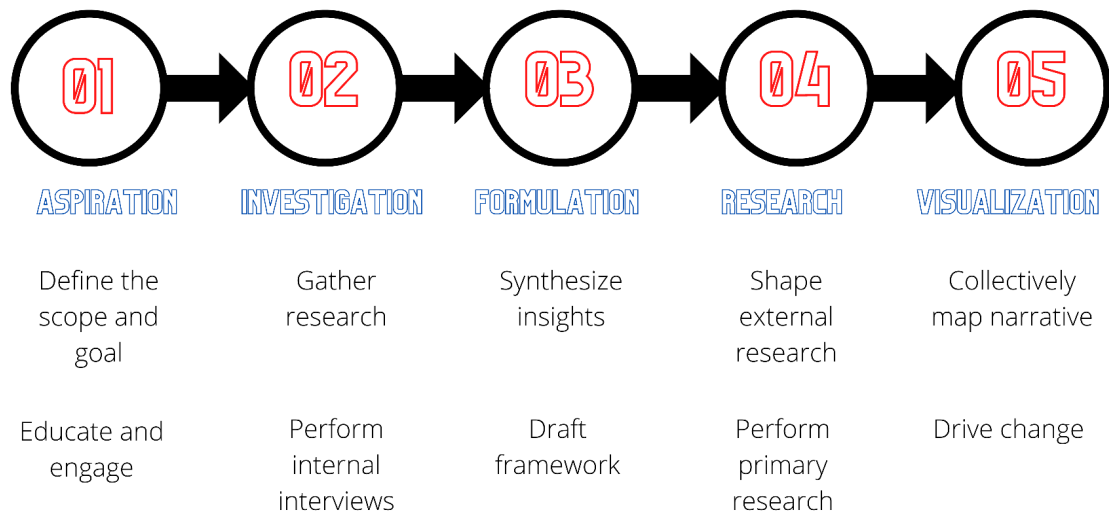 01
02
03
04
05
ASPIRATION
INVESTIGATION
FORMULATION
RESEARCH
VISUALIZATION
Define the
scope and
goal
Gather
research
Synthesize
insights
Shape
external
research
Collectively
map narrative
Educate and
engage
Perform
internal
interviews
Draft
framework
Perform
primary
research
Drive change